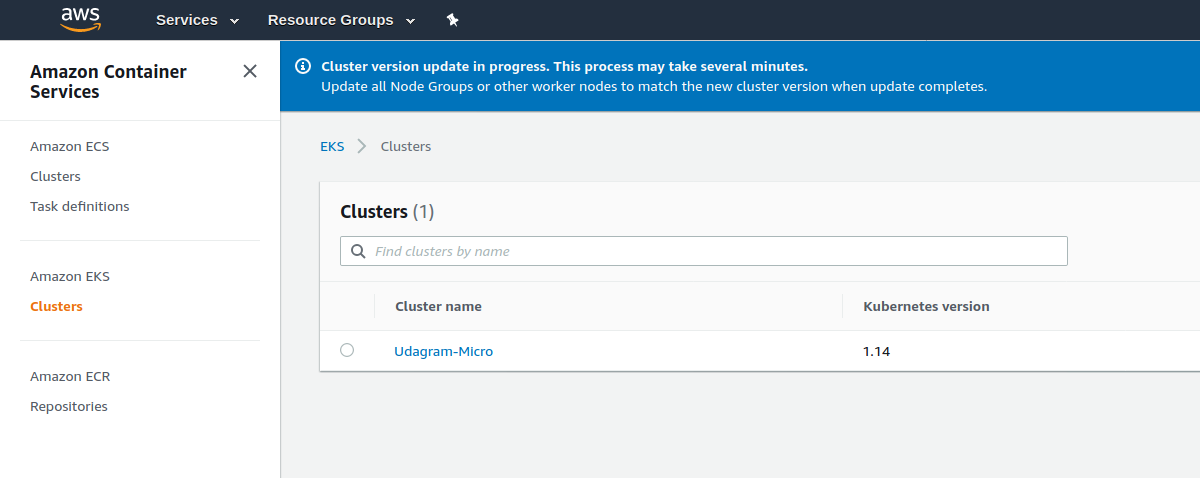 aws Services Resource Groups
Amazon Container
Services
Cluster version update in progress. This process may take several minutes.
Update all Node Groups or other worker nodes to match the new cluster version when update completes.
Amazon ECS
Clusters
Task definitions
Amazon EKS
Clusters
Amazon ECR
Repositories
EKS Clusters
Clusters (1)
Find clusters by name
Cluster name Kubernetes version
Udagram-Micro 1.14